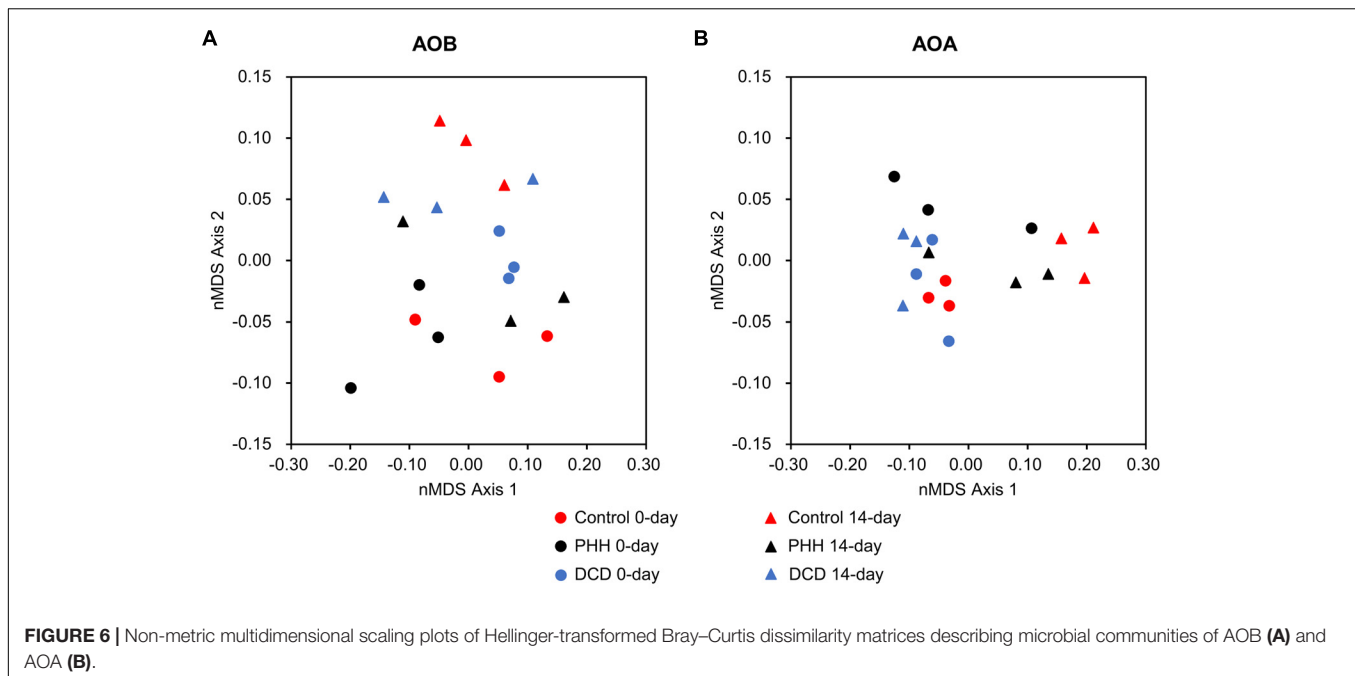 A
AOB
0.15
0.10
0.05
0.00
-0.05
-0.10
-0.15
nMDS Axis 2
-0.30 -0.20 -0.10 0.00 0.10 0.20 0.30
nMDS Axis 1
B
AOA
0.15
0.10
0.05
0.00
-0.05
-0.10
-0.15
nMDS Axis 2
-0.30 -0.20 -0.10 0.00 0.10 0.20 0.30
nMDS Axis 1
Control 0-day
Control 14-day
PHH 0-day
PHH 14-day
DCD 0-day
DCD 14-day
FIGURE 6 | Non-metric multidimensional scaling plots of Hellinger-transformed Bray–Curtis dissimilarity matrices describing microbial communities of AOB (A) and
AOA (B).